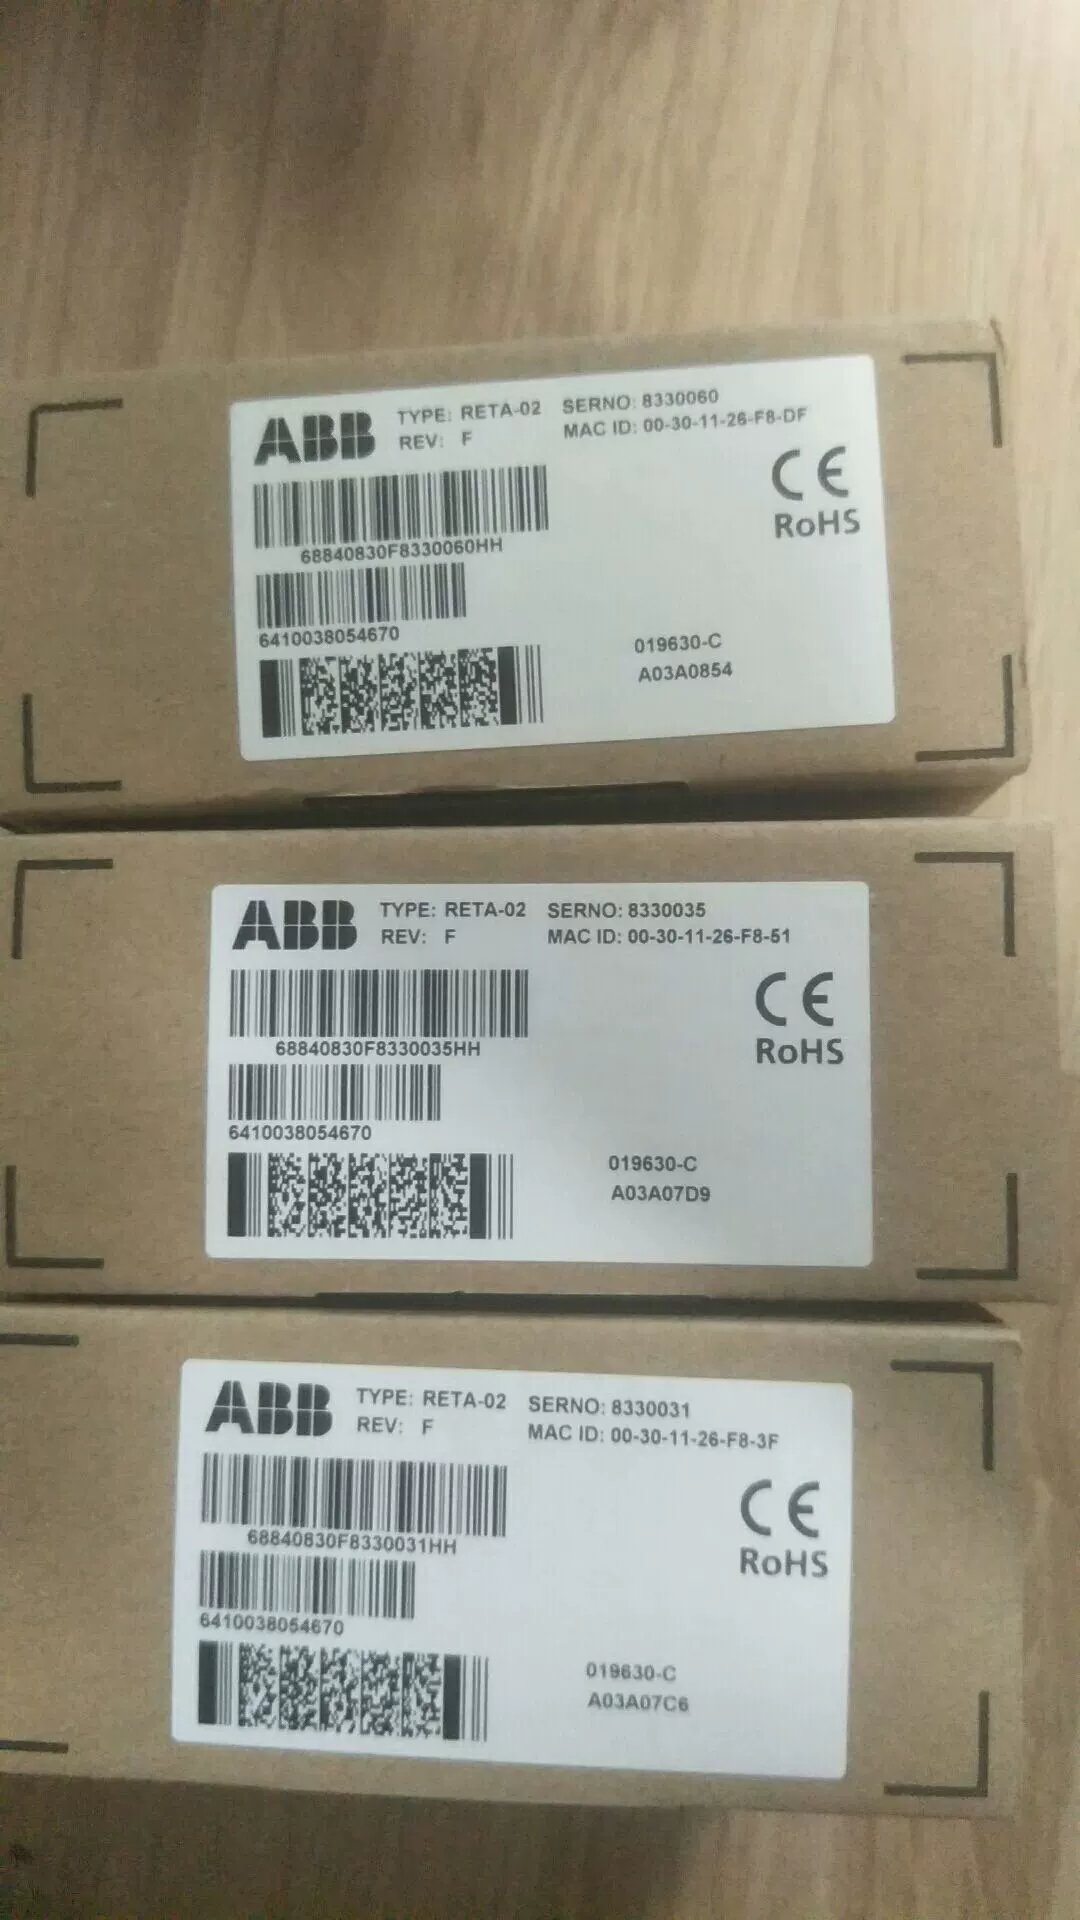 ABB TYPE: RETA-02 SERNO: 8330060
REV: F MAC ID: 00-30-11-26-F8-DF
CE
RoHS
68840830F8330060HH
6410038054670
019630-C
A03A0854
ABB TYPE: RETA-02 SERNO: 8330035
REV: F MAC ID: 00-30-11-26-F8-51
CE
RoHS
68840830F8330035HH
6410038054670
019630-C
A03A07D9
ABB TYPE: RETA-02 SERNO: 8330031
REV: F MAC ID: 00-30-11-26-F8-3F
CE
RoHS
68840830F8330031HH
6410038054670
019630-C
A03A07C6